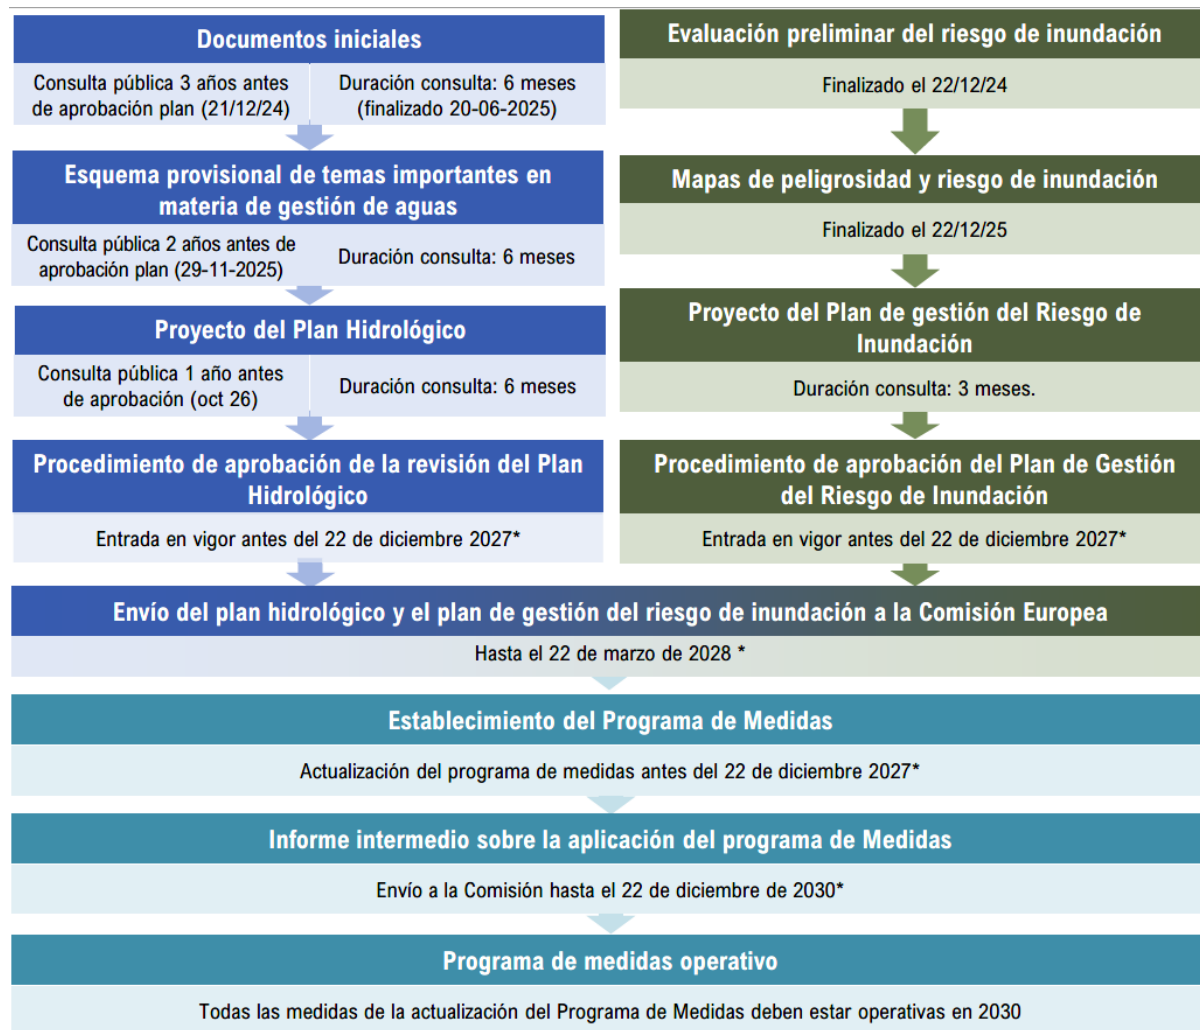 Documentos iniciales
Consulta pública 3 años antes
de aprobación plan (21/12/24)
Duración consulta: 6 meses
(finalizado 20-06-2025)
Esquema provisional de temas importantes en
materia de gestión de aguas
Consulta pública 2 años antes de
aprobación plan (29-11-2025)
Duración consulta: 6 meses
Proyecto del Plan Hidrológico
Consulta pública 1 año antes
de aprobación (oct 26)
Duración consulta: 6 meses
Procedimiento de aprobación de la revisión del Plan
Hidrológico
Entrada en vigor antes del 22 de diciembre 2027*
Evaluación preliminar del riesgo de inundación
Finalizado el 22/12/24
Mapas de peligrosidad y riesgo de inundación
Finalizado el 22/12/25
Proyecto del Plan de gestión del Riesgo de
Inundación
Duración consulta: 3 meses.
Procedimiento de aprobación del Plan de Gestión
del Riesgo de Inundación
Entrada en vigor antes del 22 de diciembre 2027*
Envío del plan hidrológico y el plan de gestión del riesgo de inundación a la Comisión Europea
Hasta el 22 de marzo de 2028 *
Establecimiento del Programa de Medidas
Actualización del programa de medidas antes del 22 de diciembre 2027*
Informe intermedio sobre la aplicación del programa de Medidas
Envío a la Comisión hasta el 22 de diciembre de 2030*
Programa de medidas operativo
Todas las medidas de la actualización del Programa de Medidas deben estar operativas en 2030